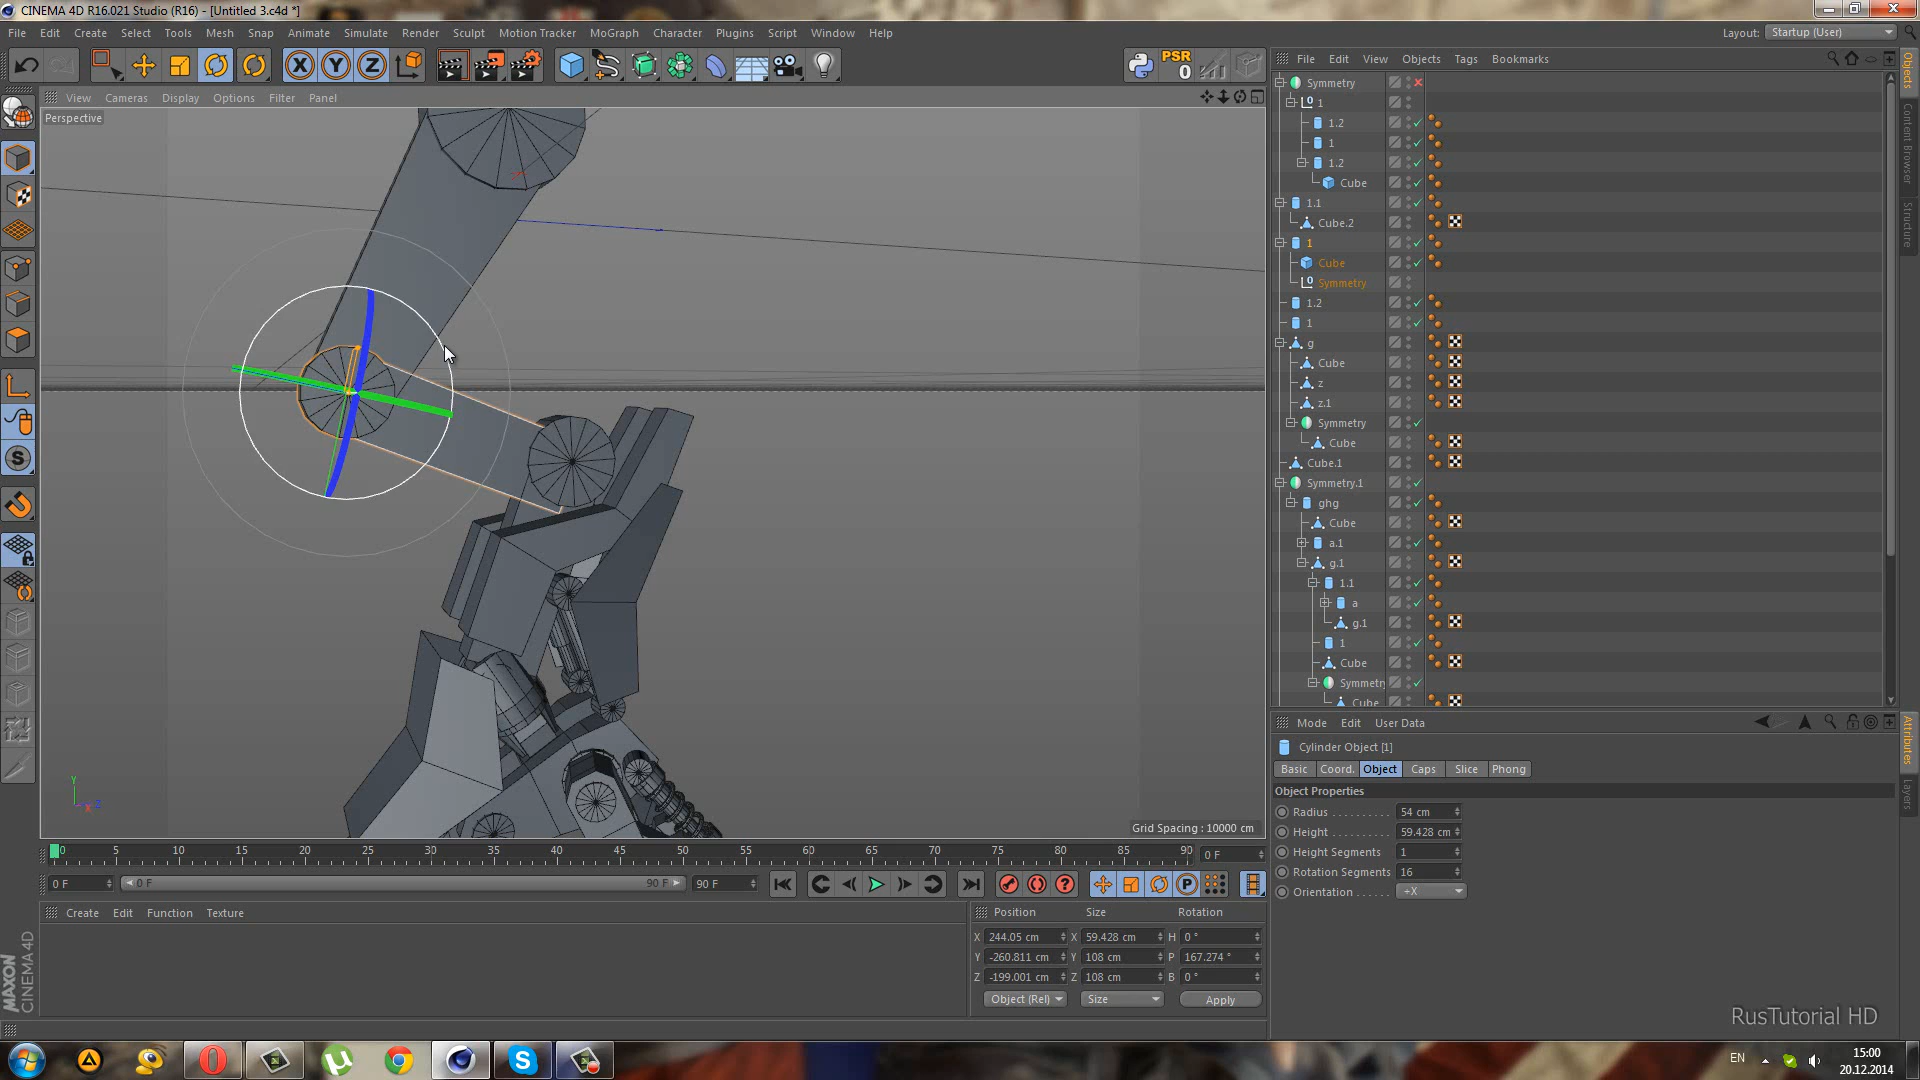 CINEMA 4D R16.021 Studio (R16) - [Untitled 3.c4d *]
File Edit Create Select Tools Mesh Snap Animate Simulate Render Sculpt Motion Tracker MoGraph Character Plugins Script Window Help
Layout: Startup (User)
PSR
0
File Edit View Objects Tags Bookmarks
View Cameras Display Options Filter Panel
Perspective
Symmetry
1
1.2
1
1.2
Cube
1.1
Cube.2
1
Cube
Symmetry
1.2
1
g
Cube
z
z.1
Symmetry
Cube
Cube.1
Symmetry.1
ghg
Cube
a.1
g.1
1.1
a
g.1
1
Cube
Symmetry
Cube
Objects
Content Browser
Structure
Y
X Z
Grid Spacing : 10000 cm
0 5 10 15 20 25 30 35 40 45 50 55 60 65 70 75 80 85 90
0 F
0 F 0 F 90 F 90 F
Create Edit Function Texture
Position Size Rotation
X 244.05 cm X 59.428 cm H 0 °
Y -260.811 cm Y 108 cm P 167.274 °
Z -199.001 cm Z 108 cm B 0 °
Object (Rel) Size Apply
Mode Edit User Data
Cylinder Object [1]
Basic Coord. Object Caps Slice Phong
Object Properties
Radius . . . . . . . . . . 54 cm
Height . . . . . . . . . . 59.428 cm
Height Segments 1
Rotation Segments 16
Orientation . . . . . . +X
Attributes
Layers
MAXON
CINEMA 4D
RusTutorial HD
EN
15:00
20.12.2014